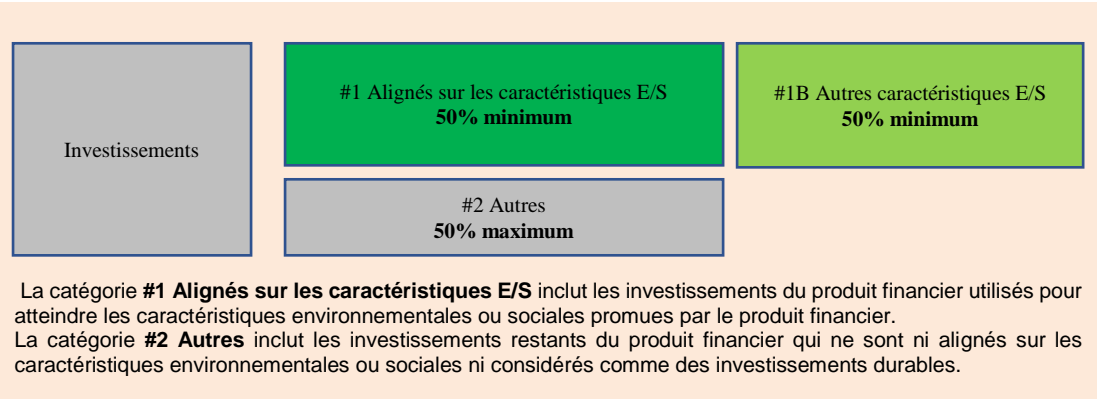 Investissements
#1 Alignés sur les caractéristiques E/S
50% minimum
#1B Autres caractéristiques E/S
50% minimum
#2 Autres
50% maximum
La catégorie #1 Alignés sur les caractéristiques E/S inclut les investissements du produit financier utilisés pour
atteindre les caractéristiques environnementales ou sociales promues par le produit financier.
La catégorie #2 Autres inclut les investissements restants du produit financier qui ne sont ni alignés sur les
caractéristiques environnementales ou sociales ni considérés comme des investissements durables.